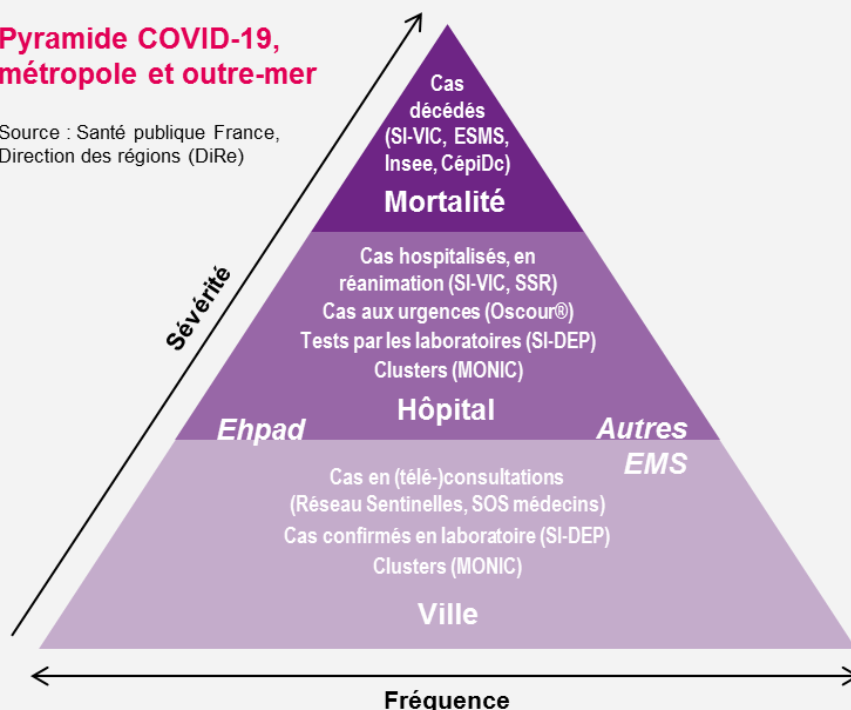 Pyramide COVID-19,
métropole et outre-mer
Source : Santé publique France,
Direction des régions (DiRe)
Sévérité
Cas
décédés
(SI-VIC, ESMS,
Insee, CépiDc)
Mortalité
Cas hospitalisés, en
réanimation (SI-VIC, SSR)
Cas aux urgences (Oscour®)
Tests par les laboratoires (SI-DEP)
Clusters (MONIC)
Hôpital
Ehpad
Autres
EMS
Cas en (télé-)consultations
(Réseau Sentinelles, SOS médecins)
Cas confirmés en laboratoire (SI-DEP)
Clusters (MONIC)
Ville
Fréquence